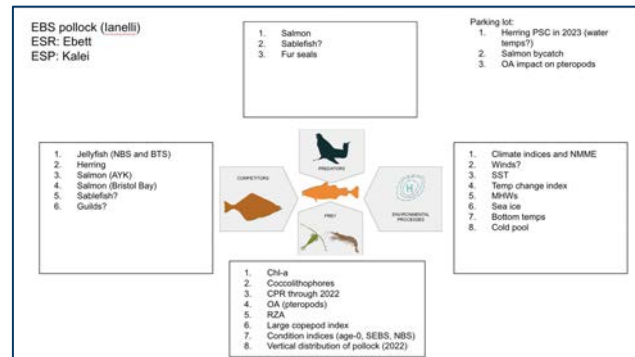 EBS pollock (Ianelli)
ESR: Ebett
ESP: Kalei
1. Salmon
2. Sablefish?
3. Fur seals
Parking lot:
1. Herring PSC in 2023 (water
temps?)
2. Salmon bycatch
3. OA impact on pteropods
1. Jellyfish (NBS and BTS)
2. Herring
3. Salmon (AYK)
4. Salmon (Bristol Bay)
5. Sablefish?
6. Guilds?
PREDATORS
COMPETITORS
PREY
ENVIRONMENTAL
PROCESSES
1. Climate indices and NMME
2. Winds?
3. SST
4. Temp change index
5. MHWs
6. Sea ice
7. Bottom temps
8. Cold pool
1. Chl-a
2. Coccolithophores
3. CPR through 2022
4. OA (pteropods)
5. RZA
6. Large copepod index
7. Condition indices (age-0, SEBS, NBS)
8. Vertical distribution of pollock (2022)